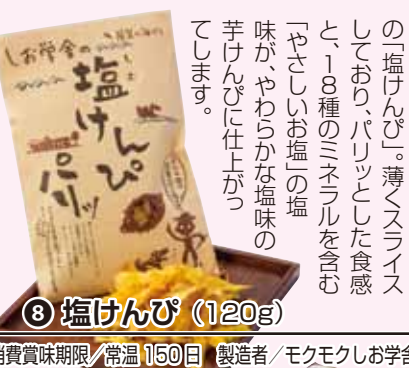 の「塩けんぴ」。薄くスライス
しており、パリッとした食感
と、18種のミネラルを含む
「やさしいお塩」の塩
味が、やわらかな塩味の
芋けんぴに仕上がっ
てします。
しお学舎の
塩けんぴ
パリッ
❽ 塩けんぴ（120g）
消費賞味期限／常温150日 製造者／モクモクしお学舎